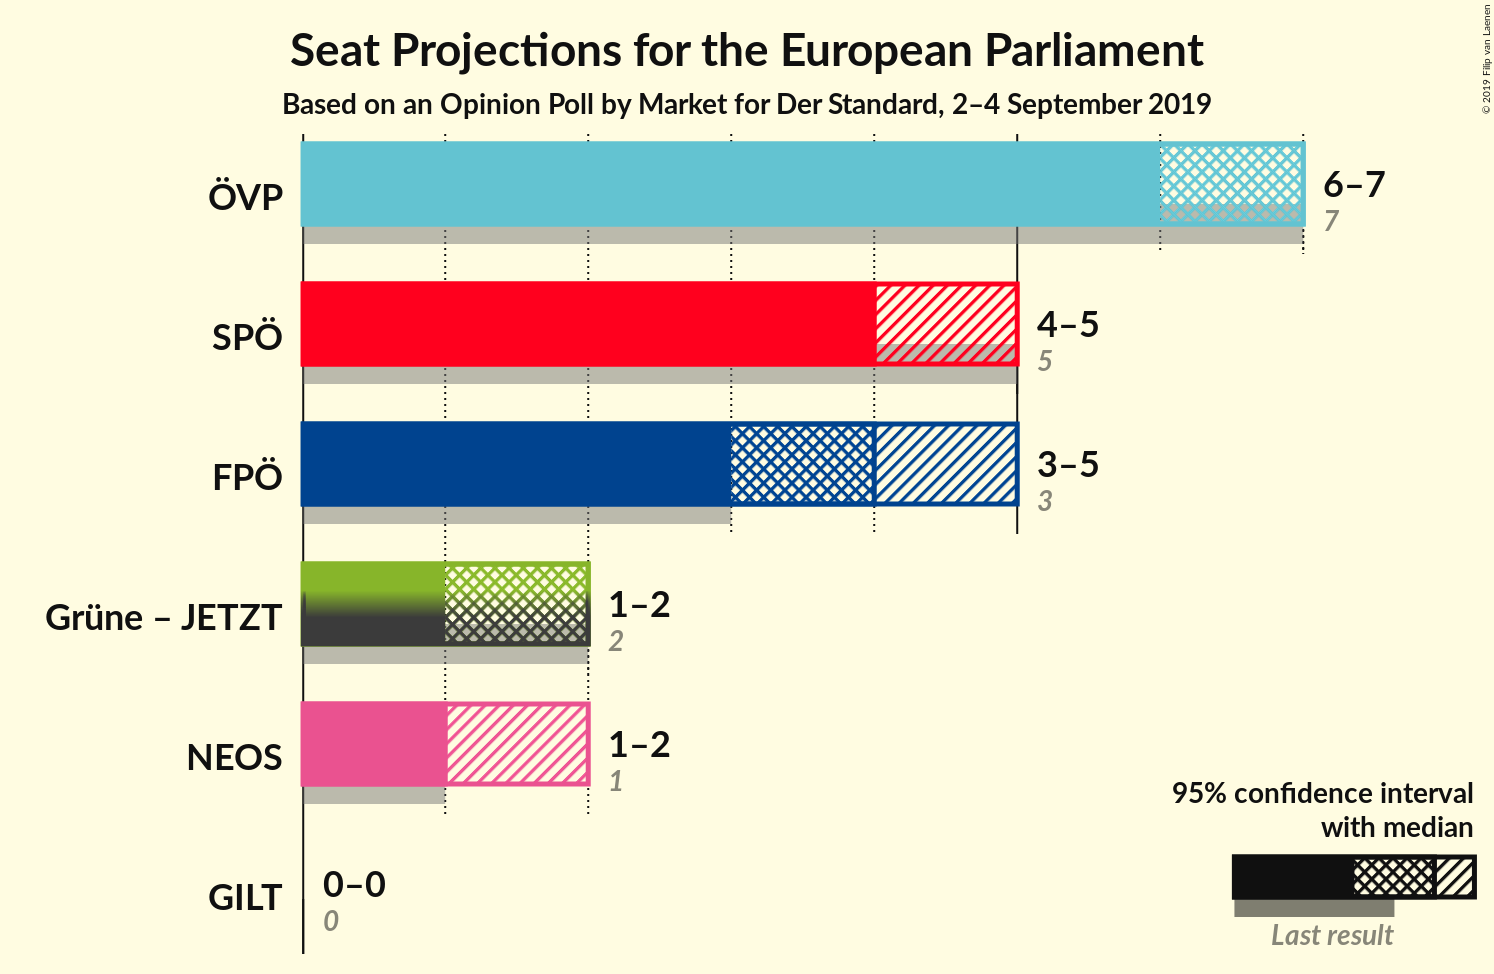 Seat Projections for the European Parliament
Based on an Opinion Poll by Market for Der Standard, 2–4 September 2019
© 2019 Filip van Laenen
ÖVP
6–7
7
SPÖ
4–5
5
FPÖ
3–5
3
Grüne – JETZT
1–2
2
NEOS
1–2
1
GILT
0–0
0
95% confidence interval
with median
Last result